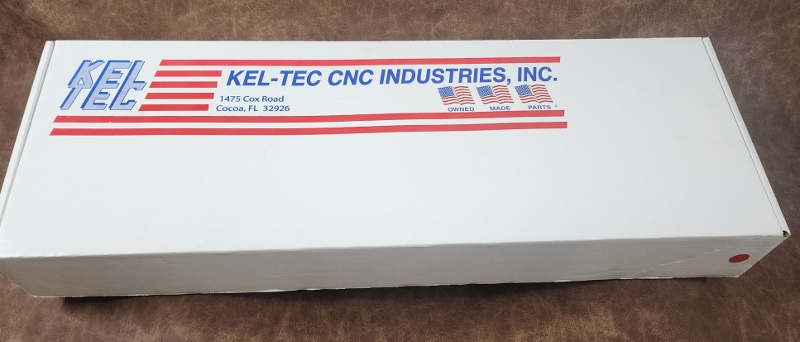 KEL-
TEC
KEL-TEC CNC INDUSTRIES, INC.
1475 Cox Road
Cocoa, FL 32926
OWNED MADE PARTS